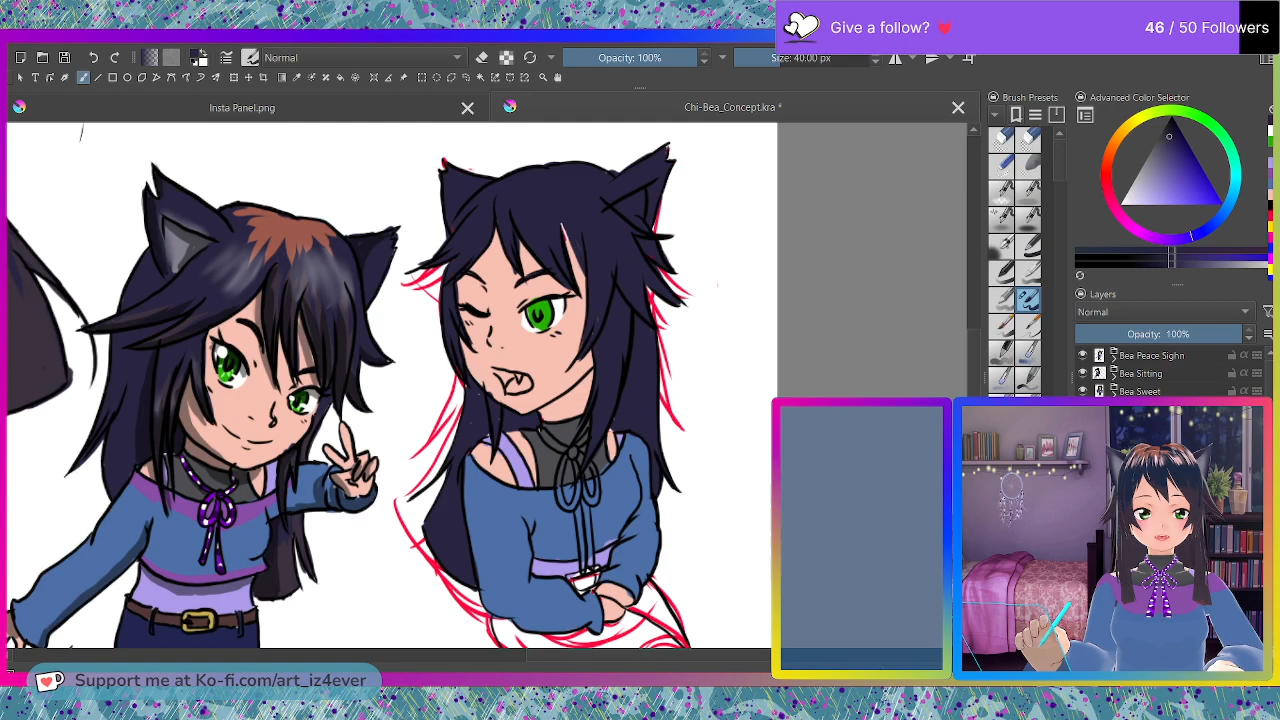 Give a follow?
46 / 50 Followers
Normal
Opacity: 100%
Size: 40.00 px
Insta Panel.png
Chi-Bea_Concept.kra *
Brush Presets
Advanced Color Selector
Layers
Normal
Opacity: 100%
Bea Peace Sighn
Bea Sitting
Bea Sweet
Support me at Ko-fi.com/art_iz4ever